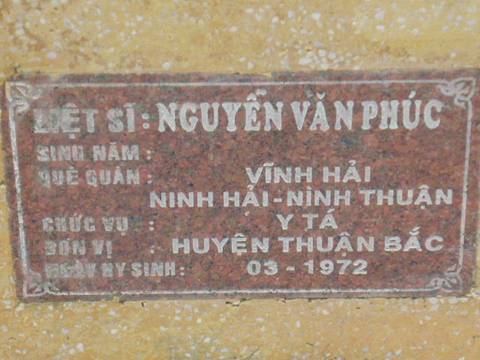 LIỆT SĨ: NGUYỄN VĂN PHÚC
SINH NĂM :
QUÊ QUÁN : VĨNH HẢI
NINH HẢI-NÌNH THUẬN
CHỨC VỤ : Y TÁ
ĐƠN VỊ : HUYỆN THUẬN BẮC
NGÀY HY SINH : 03 - 1972